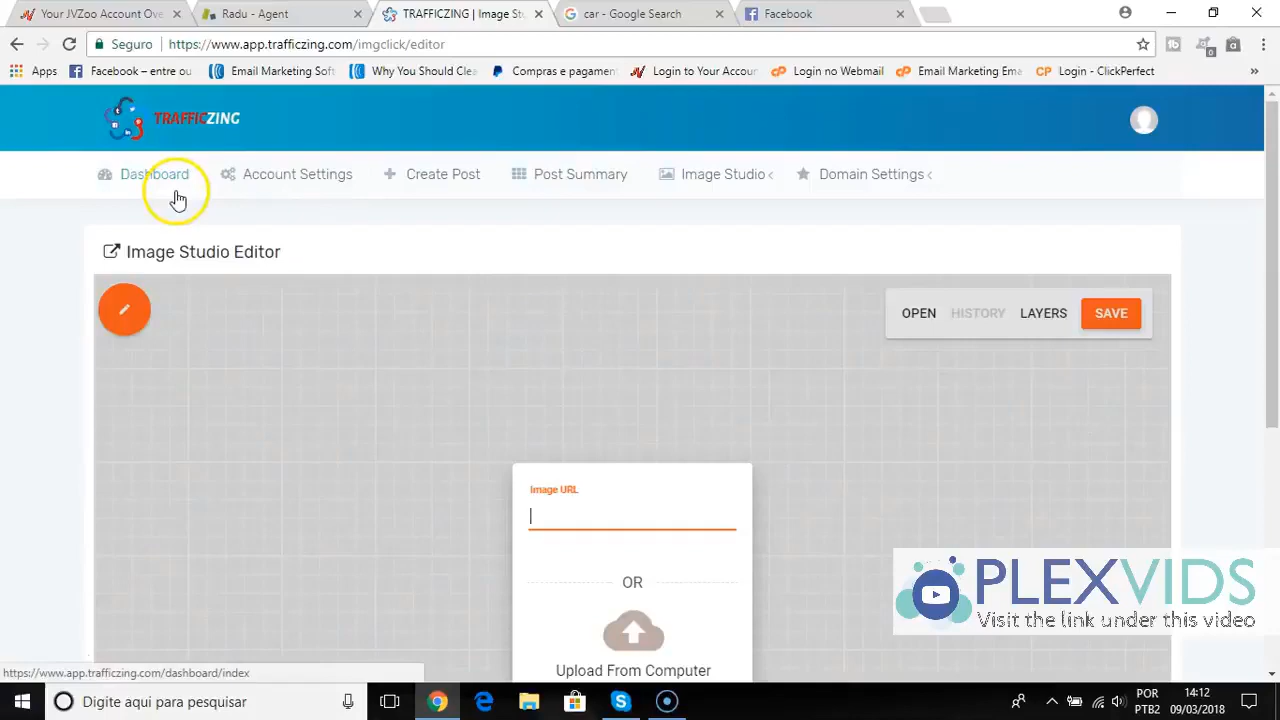 Your JVZoo Account Ove
Radu - Agent
TRAFFICZING | Image Stu
car - Google Search
Facebook
Seguro
https://www.app.trafficzing.com/imgclick/editor
Apps
Facebook – entre ou
Email Marketing Soft
Why You Should Clea
Compras e pagament
Login to Your Accoun
Login no Webmail
Email Marketing Ema
Login - ClickPerfect
TRAFFICZING
Dashboard
Account Settings
Create Post
Post Summary
Image Studio
Domain Settings
Image Studio Editor
OPEN
HISTORY
LAYERS
SAVE
Image URL
OR
Upload From Computer
PLEXVIDS
Visit the link under this video
https://www.app.trafficzing.com/dashboard/index
Digite aqui para pesquisar
POR
PTB2
14:12
09/03/2018